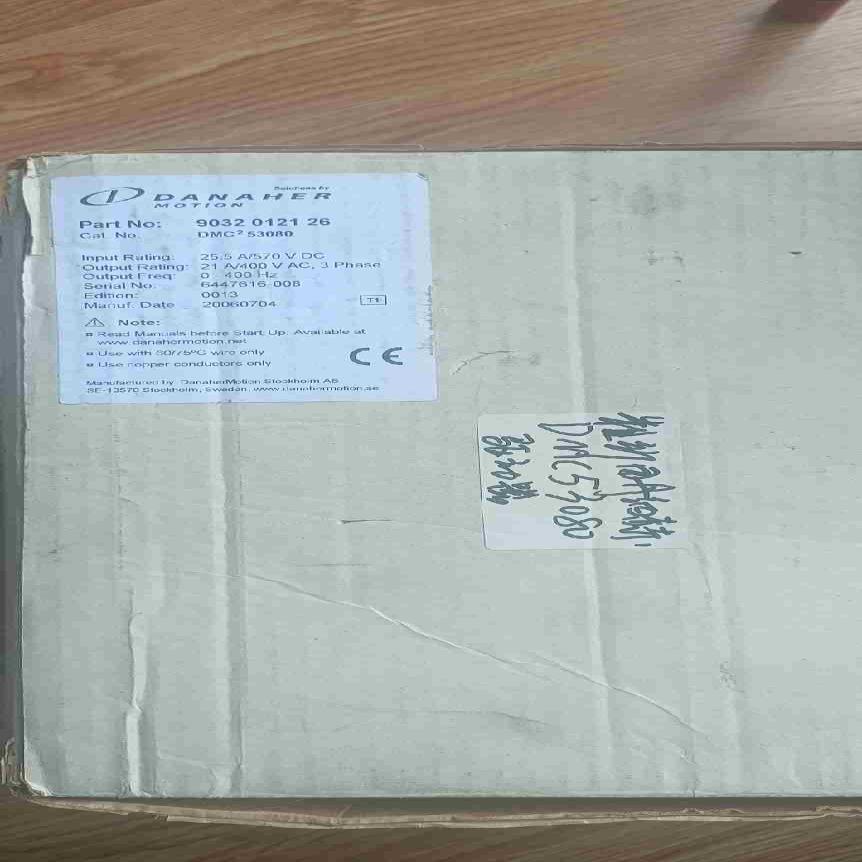 Solutions by
DANAHER
MOTION
Part No: 9032 0121 26
Cat. No. DMC² 53080
Input Rating: 25.5 A/570 V DC
Output Rating: 21 A/400 V AC, 3 Phase
Output Freq: 0 - 400 Hz
Serial No: 6447616-008
Edition: 0013
T1
Manuf. Date 20060704
Note:
Read Manuals before Start Up. Available at
www.danahermotion.net
Use with 60/75°C wire only
Use copper conductors only
CE
Manufactured by: DanaherMotion Stockholm AB
SE-13570 Stockholm, Sweden, www.danahermotion.se
DMC53080